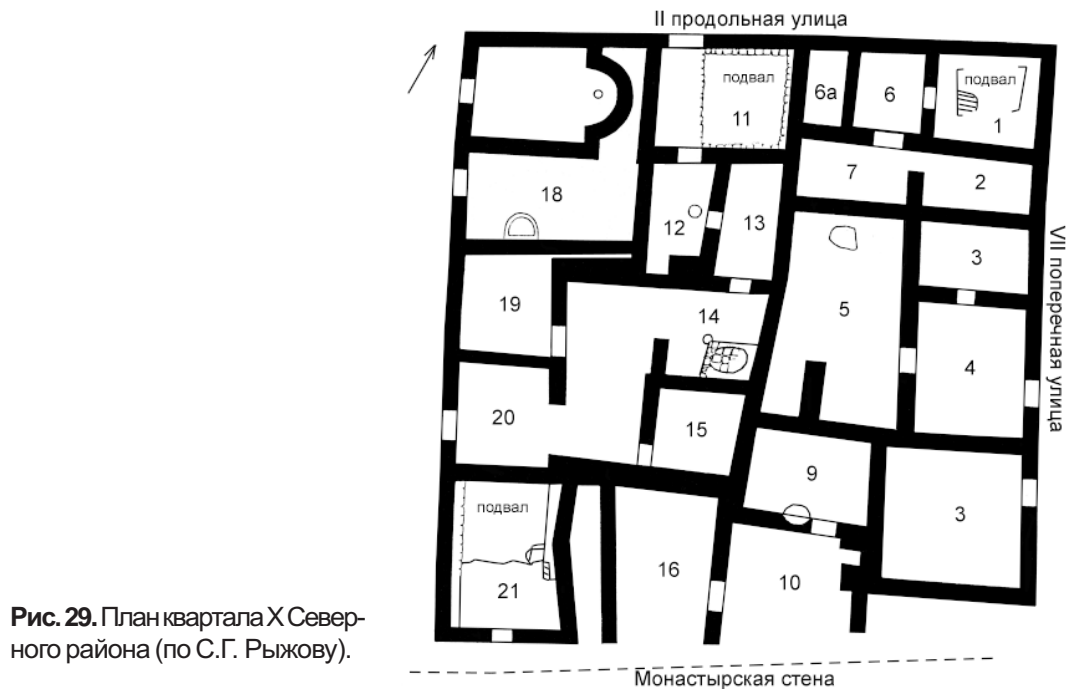 II продольная улица
подвал
11
6а
6
подвал
1
7
2
18
12
13
3
5
19
14
4
20
15
9
3
подвал
21
16
10
VII поперечная улица
Монастырская стена
Рис. 29. План квартала X Север-
ного района (по С.Г. Рыжову).